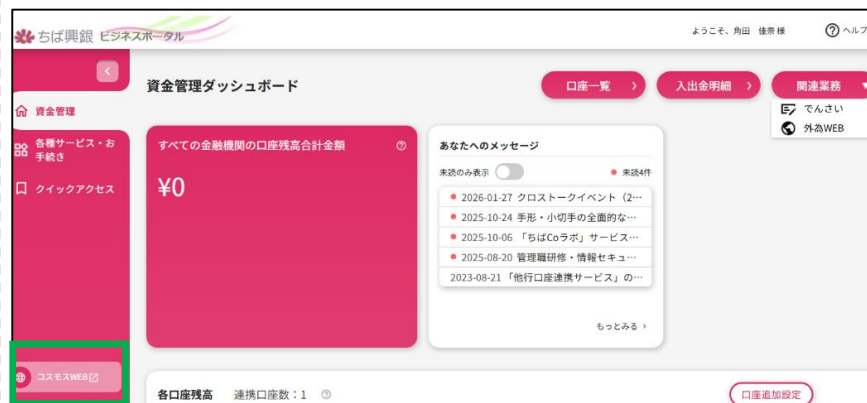 ちば興銀 ビジネスポータル
ようこそ、角田 佳奈 様
ヘルプ
資金管理ダッシュボード
口座一覧
入出金明細
関連業務
でんさい
外為WEB
資金管理
各種サービス・お
手続き
クイックアクセス
すべての金融機関の口座残高合計金額
¥0
あなたへのメッセージ
未読のみ表示
未読4件
2026-01-27 クロストークイベント（2…
2025-10-24 手形・小切手の全面的な…
2025-10-06 「ちばCoラボ」サービス…
2025-08-20 管理職研修・情報セキュ…
2023-08-21 「他行口座連携サービス」の…
もっとみる ›
コスモスWEB
各口座残高 連携口座数：1
口座追加設定